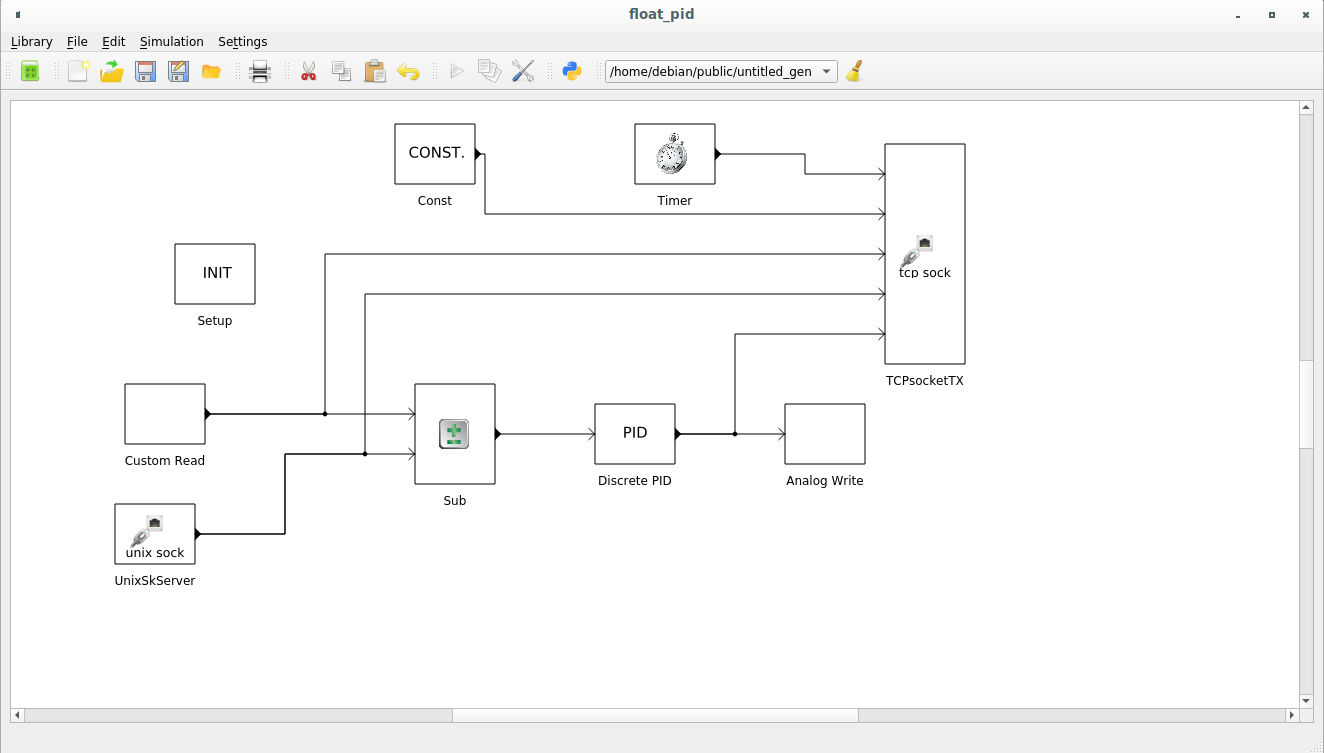 float_pid
Library File Edit Simulation Settings
/home/debian/public/untitled_gen
CONST.
Const
Timer
INIT
Setup
tcp sock
TCPsocketTX
Custom Read
Sub
PID
Discrete PID
Analog Write
unix sock
UnixSkServer